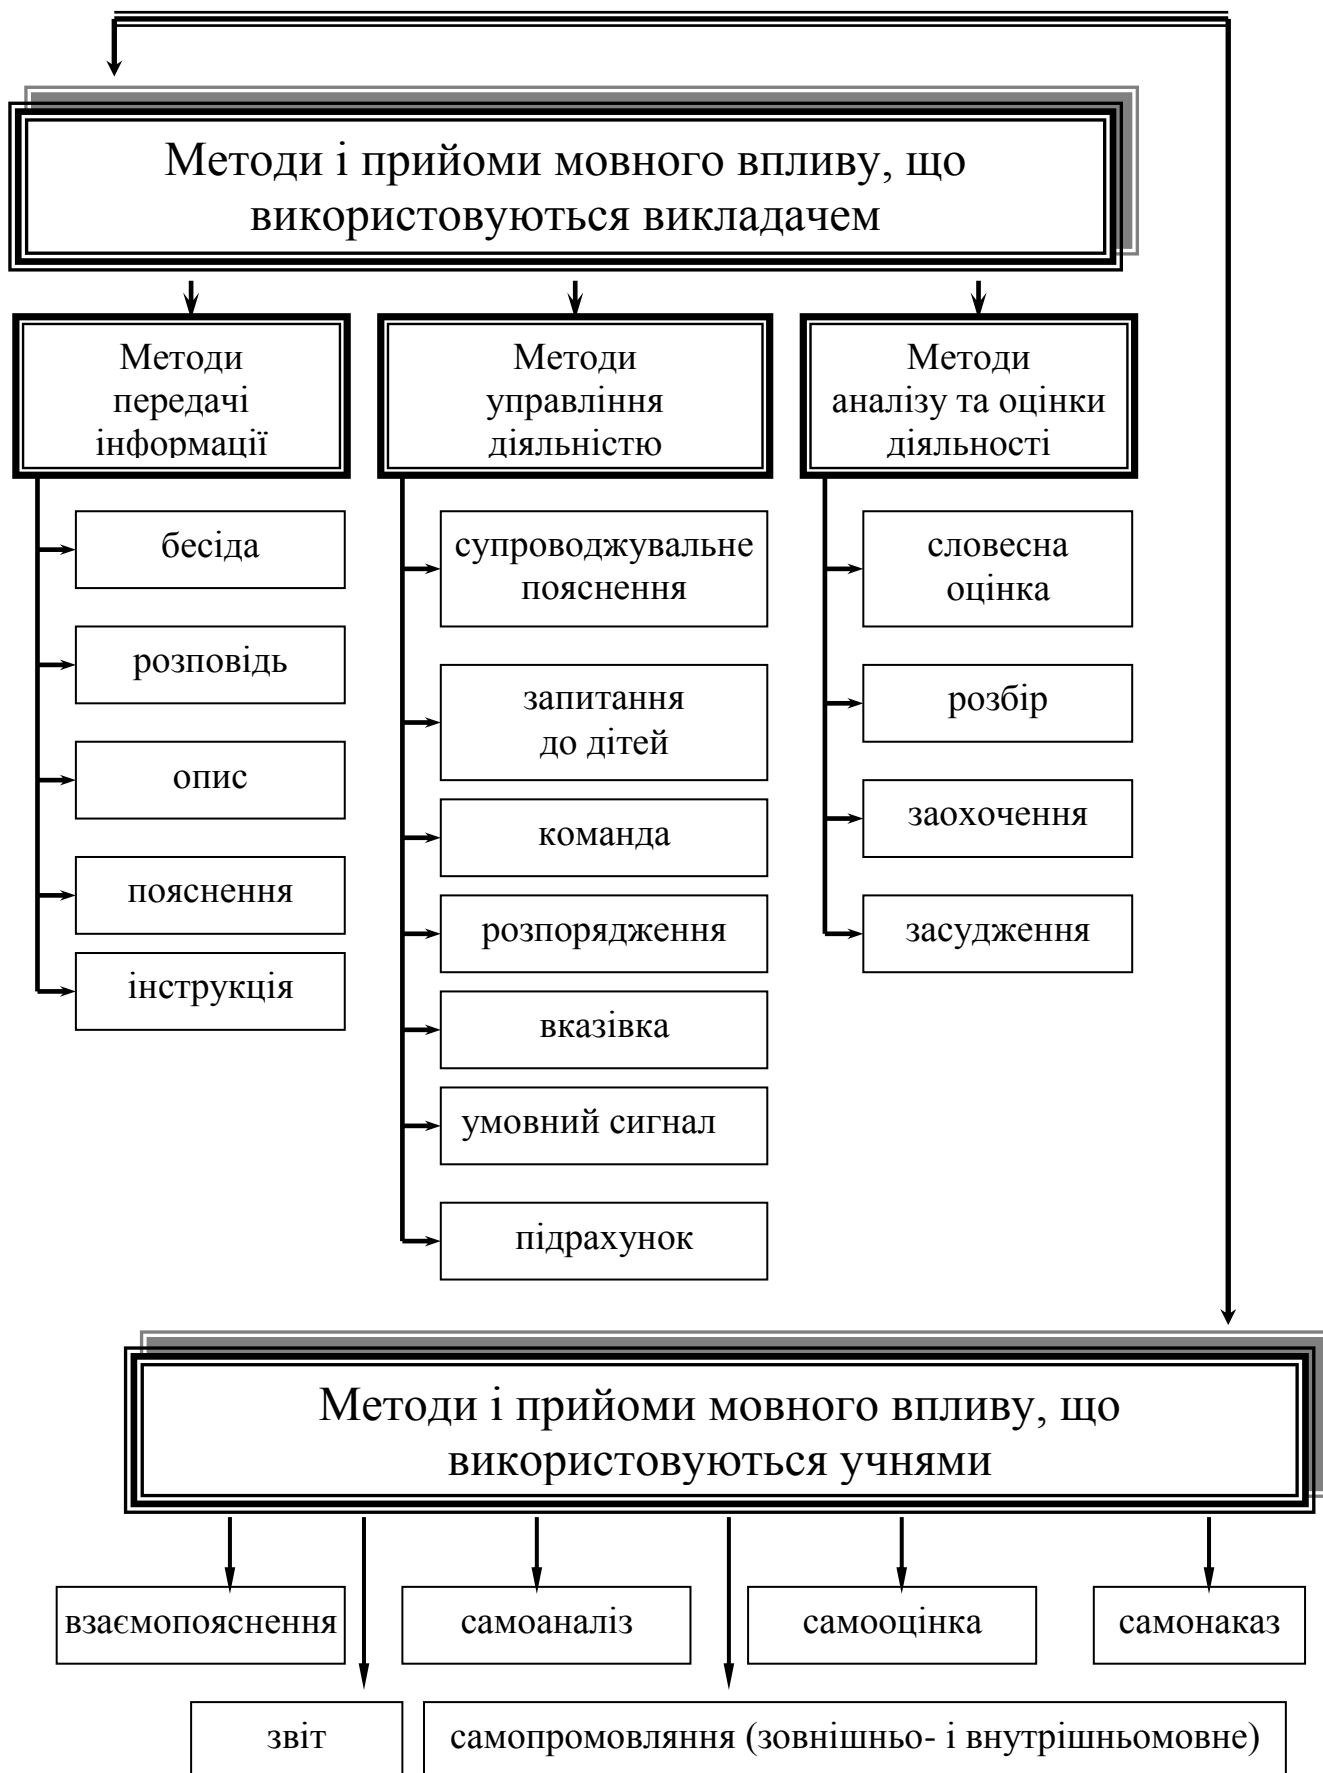 Методи і прийоми мовного впливу, що
використовуються викладачем
Методи
передачі
інформації
бесіда
розповідь
опис
пояснення
інструкція
Методи
управління
діяльністю
супроводжувальне
пояснення
запитання
до дітей
команда
розпорядження
вказівка
умовний сигнал
підрахунок
Методи
аналізу та оцінки
діяльності
словесна
оцінка
розбір
заохочення
засудження
Методи і прийоми мовного впливу, що
використовуються учнями
взаємопояснення
самоаналіз
самооцінка
самонаказ
звіт
самопромовляння (зовнішньо- і внутрішньомовне)